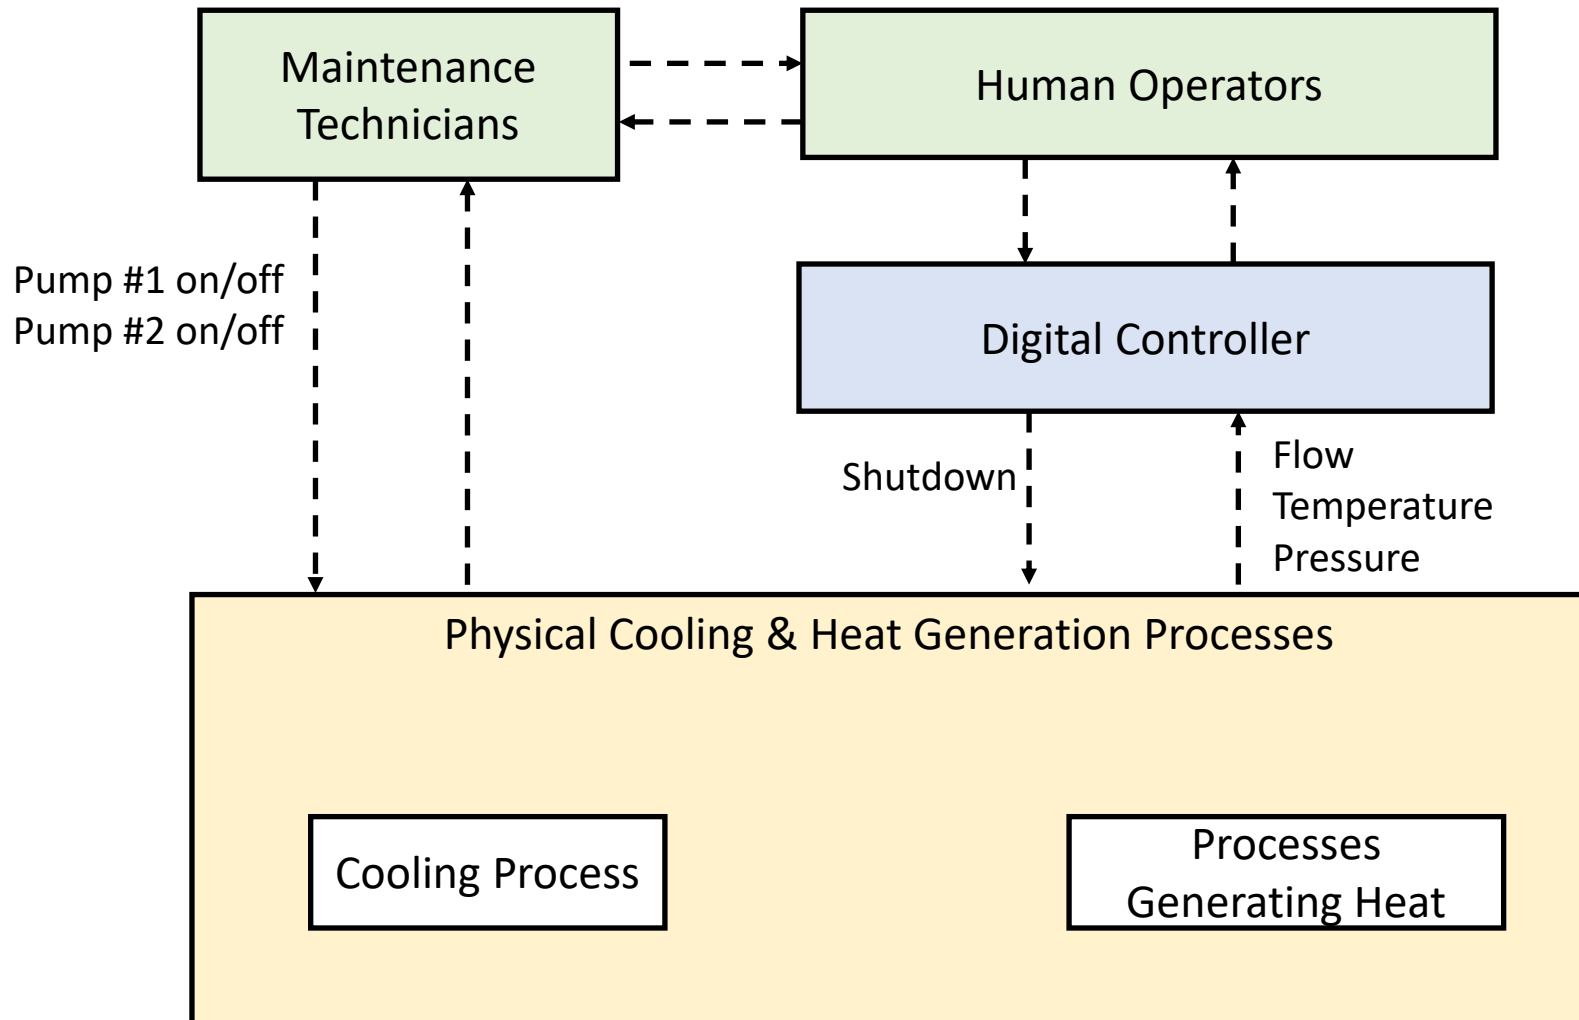 Maintenance
Technicians
Human Operators
Pump #1 on/off
Pump #2 on/off
Digital Controller
Shutdown
Flow
Temperature
Pressure
Physical Cooling & Heat Generation Processes
Cooling Process
Processes
Generating Heat